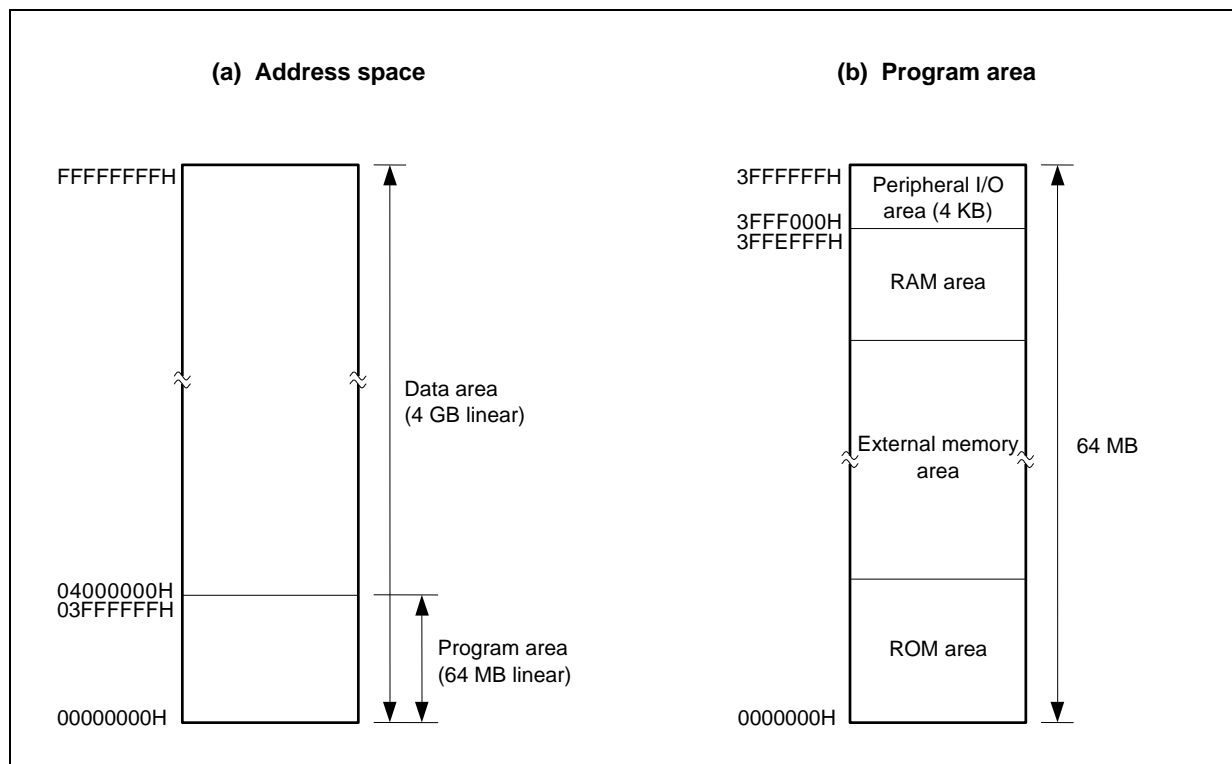 (a) Address space
FFFFFFFFH
Data area
(4 GB linear)
04000000H
03FFFFFFH
Program area
(64 MB linear)
00000000H
(b) Program area
3FFFFFFH
Peripheral I/O
area (4 KB)
3FFF000H
3FFEFFFH
RAM area
External memory
area
64 MB
ROM area
0000000H